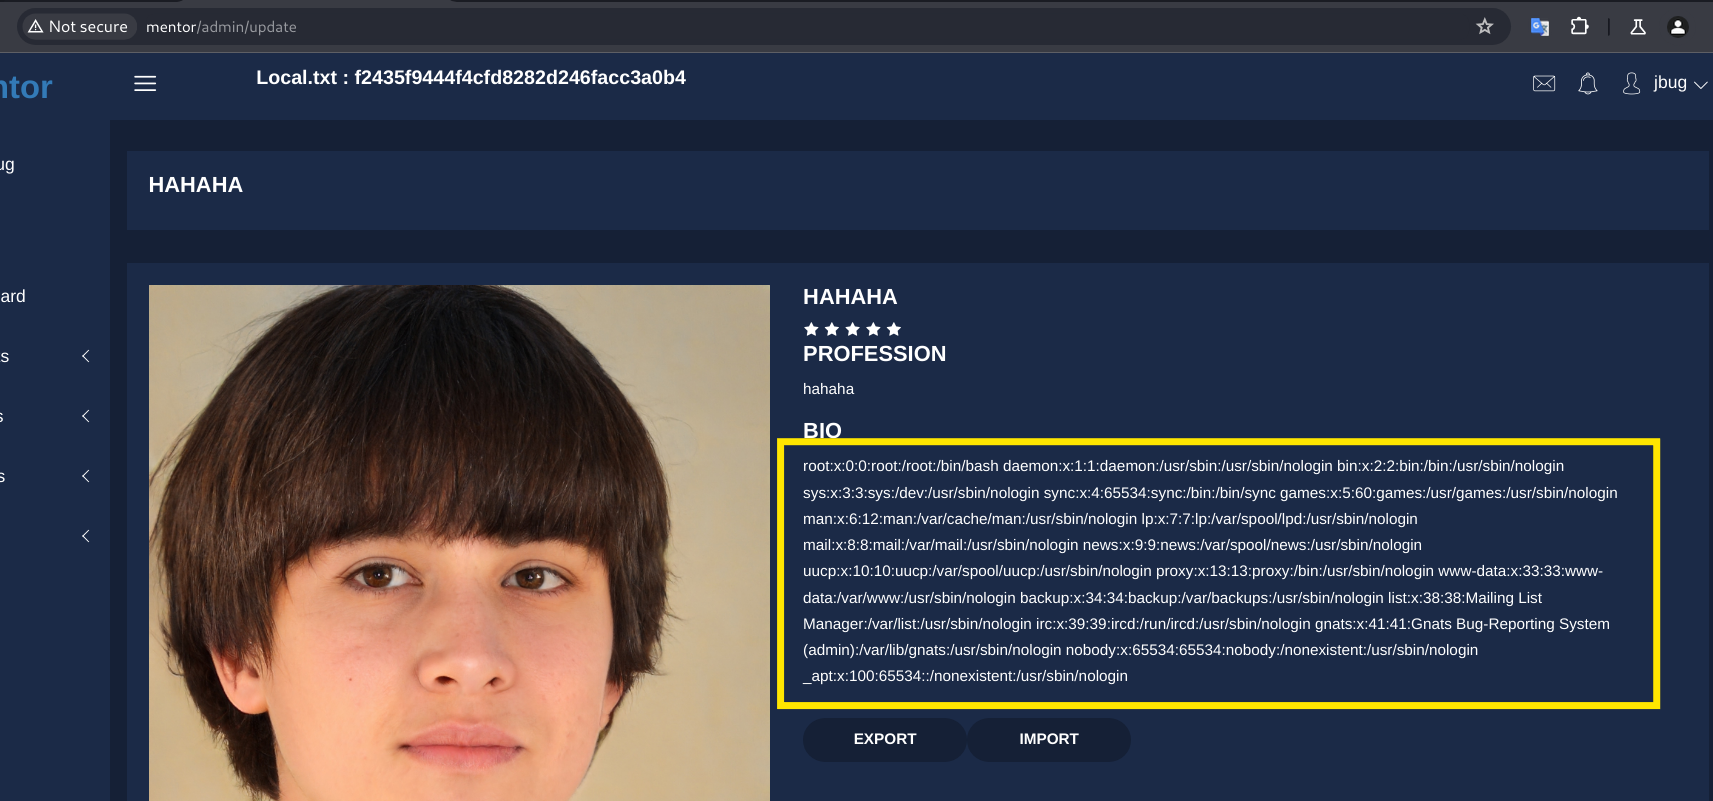 Not secure mentor/admin/update
ntor
Local.txt : f2435f9444f4cfd8282d246facc3a0b4
jbug
ug
HAHAHA
ard
s
s
s
HAHAHA
PROFESSION
hahaha
BIO
root:x:0:0:root:/root:/bin/bash daemon:x:1:1:daemon:/usr/sbin:/usr/sbin/nologin bin:x:2:2:bin:/bin:/usr/sbin/nologin
sys:x:3:3:sys:/dev:/usr/sbin/nologin sync:x:4:65534:sync:/bin:/bin/sync games:x:5:60:games:/usr/games:/usr/sbin/nologin
man:x:6:12:man:/var/cache/man:/usr/sbin/nologin lp:x:7:7:lp:/var/spool/lpd:/usr/sbin/nologin
mail:x:8:8:mail:/var/mail:/usr/sbin/nologin news:x:9:9:news:/var/spool/news:/usr/sbin/nologin
uucp:x:10:10:uucp:/var/spool/uucp:/usr/sbin/nologin proxy:x:13:13:proxy:/bin:/usr/sbin/nologin www-data:x:33:33:www-
data:/var/www:/usr/sbin/nologin backup:x:34:34:backup:/var/backups:/usr/sbin/nologin list:x:38:38:Mailing List
Manager:/var/list:/usr/sbin/nologin irc:x:39:39:ircd:/run/ircd:/usr/sbin/nologin gnats:x:41:41:Gnats Bug-Reporting System
(admin):/var/lib/gnats:/usr/sbin/nologin nobody:x:65534:65534:nobody:/nonexistent:/usr/sbin/nologin
_apt:x:100:65534::/nonexistent:/usr/sbin/nologin
EXPORT IMPORT